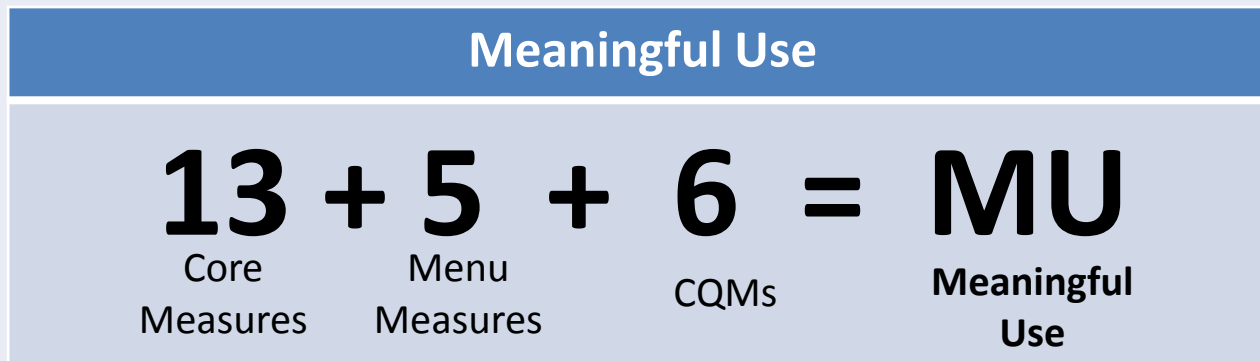 Meaningful Use
13 + 5 + 6 = MU
Core Measures
Menu Measures
CQMs
Meaningful Use